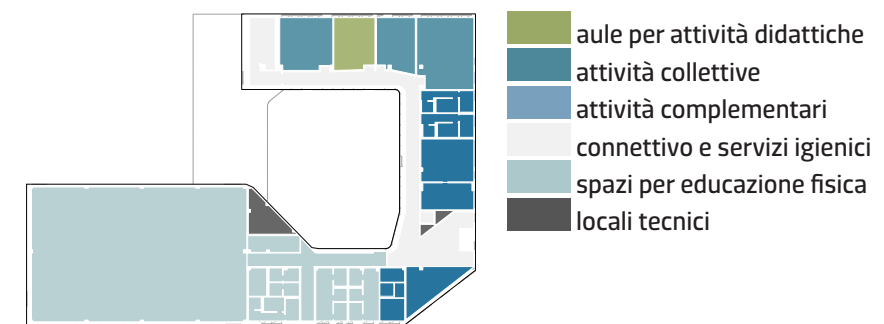 aule per attività didattiche
attività collettive
attività complementari
connettivo e servizi igienici
spazi per educazione fisica
locali tecnici